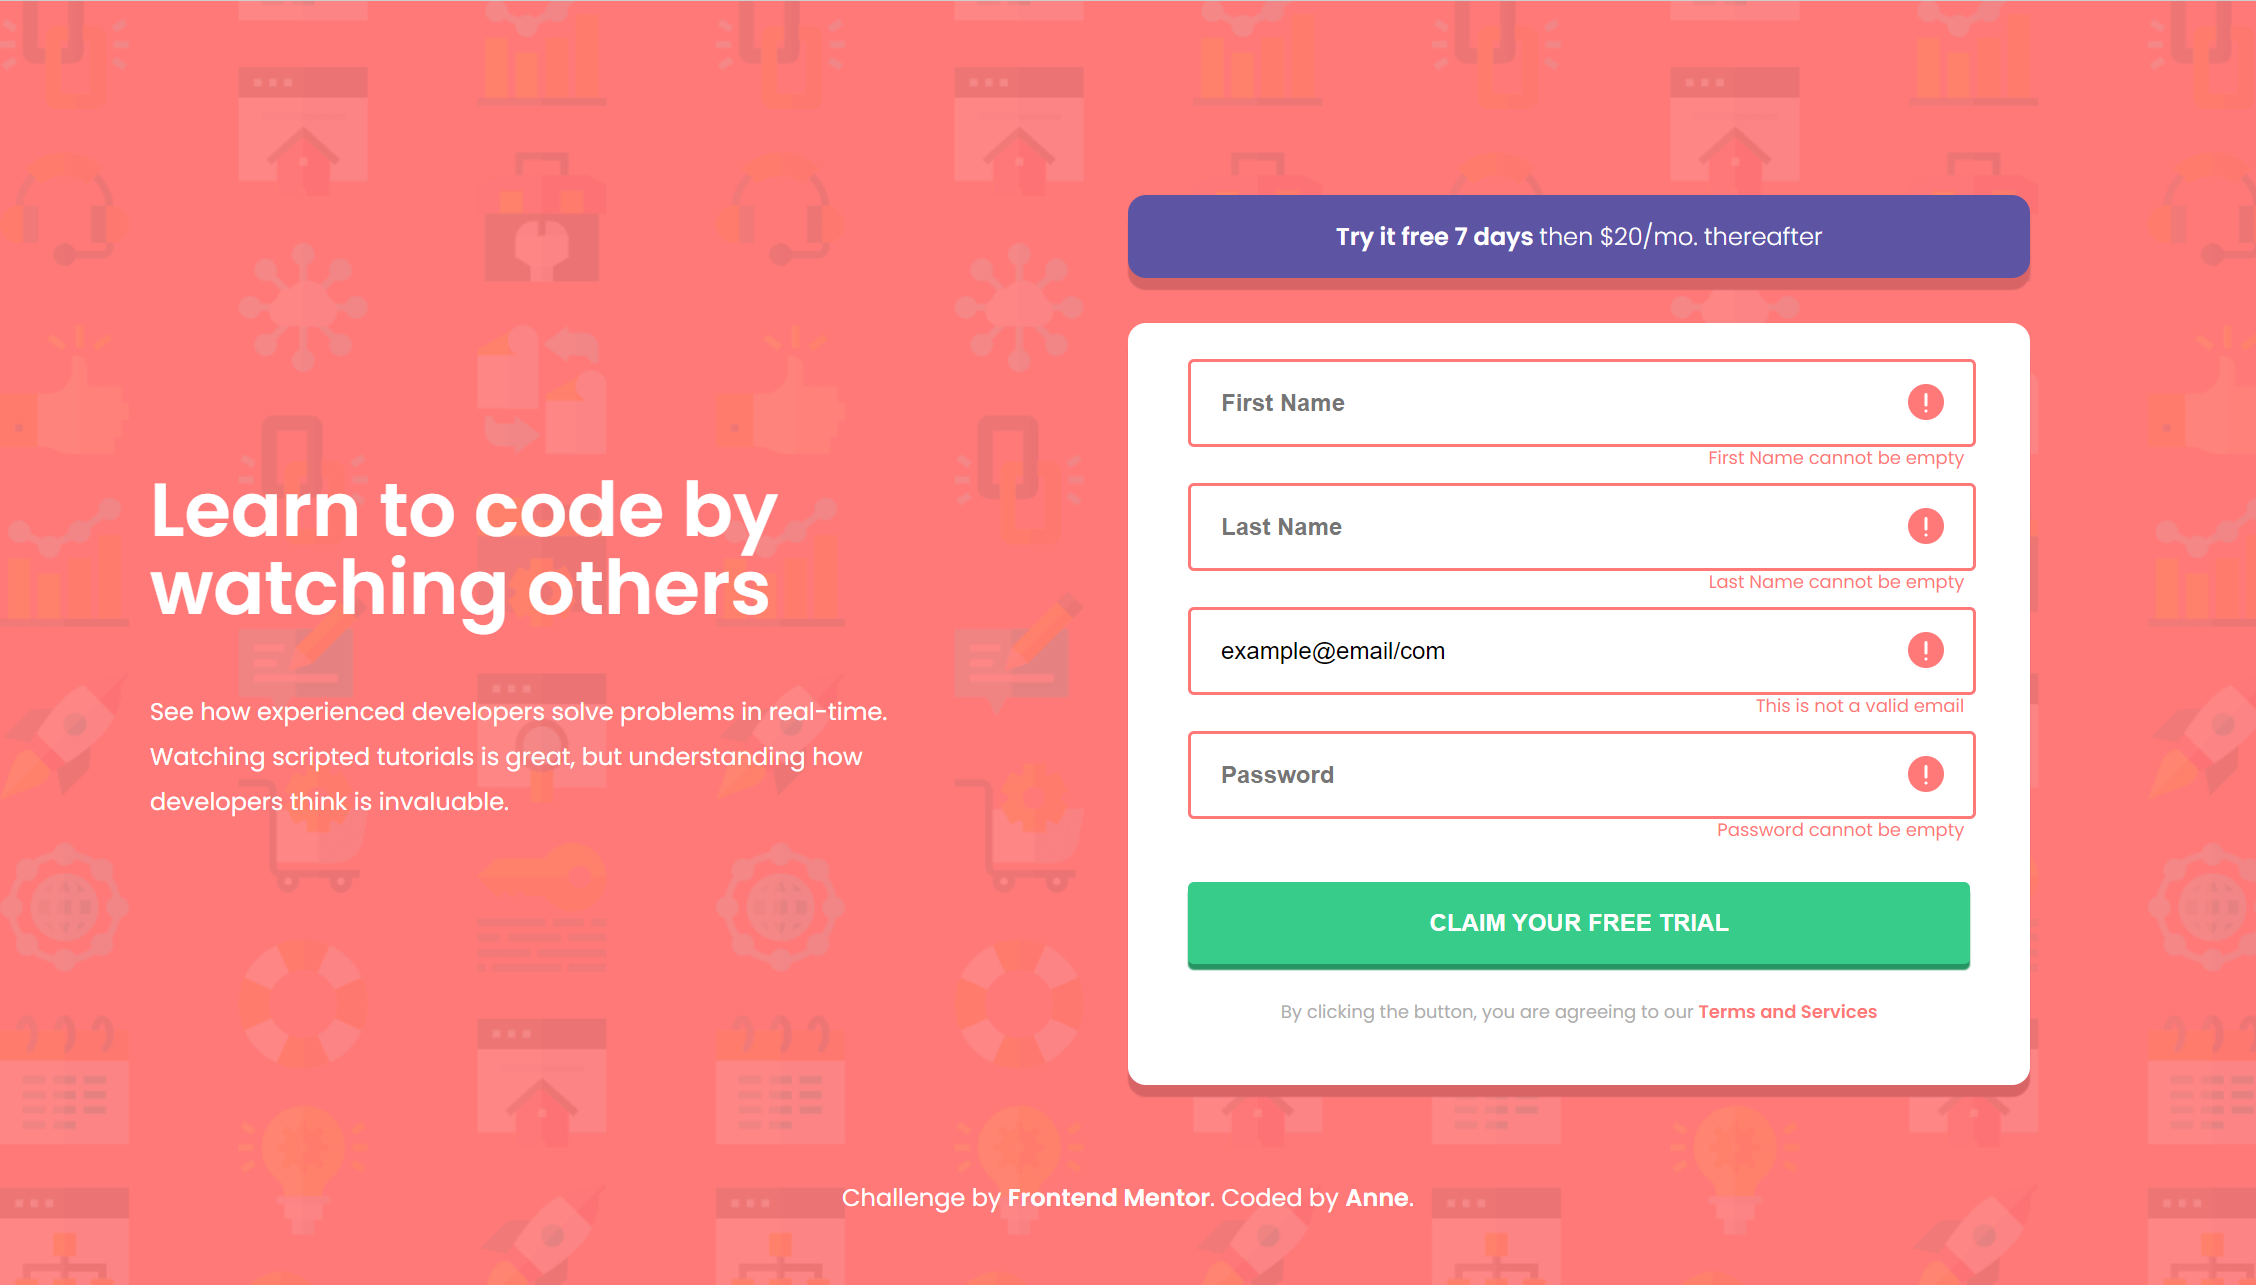 Learn to code by
watching others
See how experienced developers solve problems in real-time.
Watching scripted tutorials is great, but understanding how
developers think is invaluable.
Try it free 7 days then $20/mo. thereafter
First Name
First Name cannot be empty
Last Name
Last Name cannot be empty
example@email/com
This is not a valid email
Password
Password cannot be empty
CLAIM YOUR FREE TRIAL
By clicking the button, you are agreeing to our Terms and Services
Challenge by Frontend Mentor. Coded by Anne.